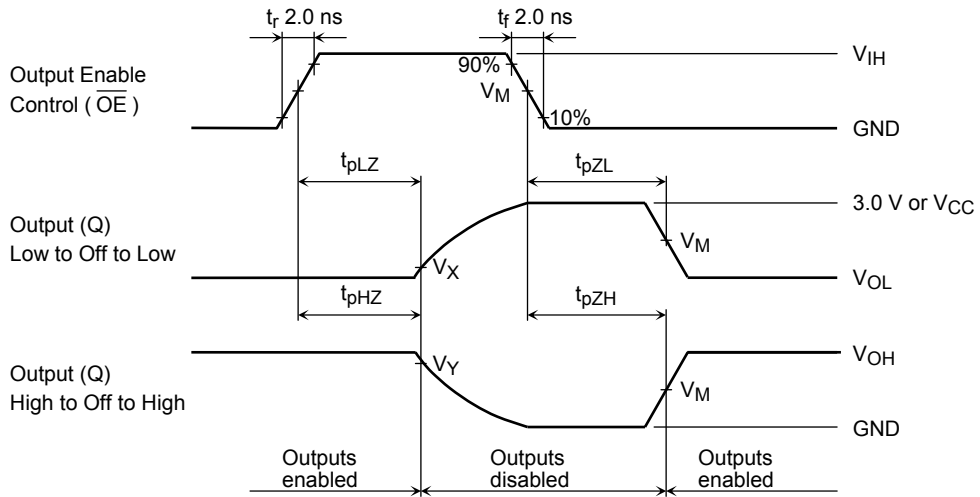 tr 2.0 ns
tf 2.0 ns
Output Enable
Control ( OE )
90%
VM
10%
VIH
GND
tpLZ
tpZL
Output (Q)
Low to Off to Low
VX
VM
3.0 V or VCC
VOL
tpHZ
tpZH
Output (Q)
High to Off to High
VY
VM
VOH
GND
Outputs
enabled
Outputs
disabled
Outputs
enabled